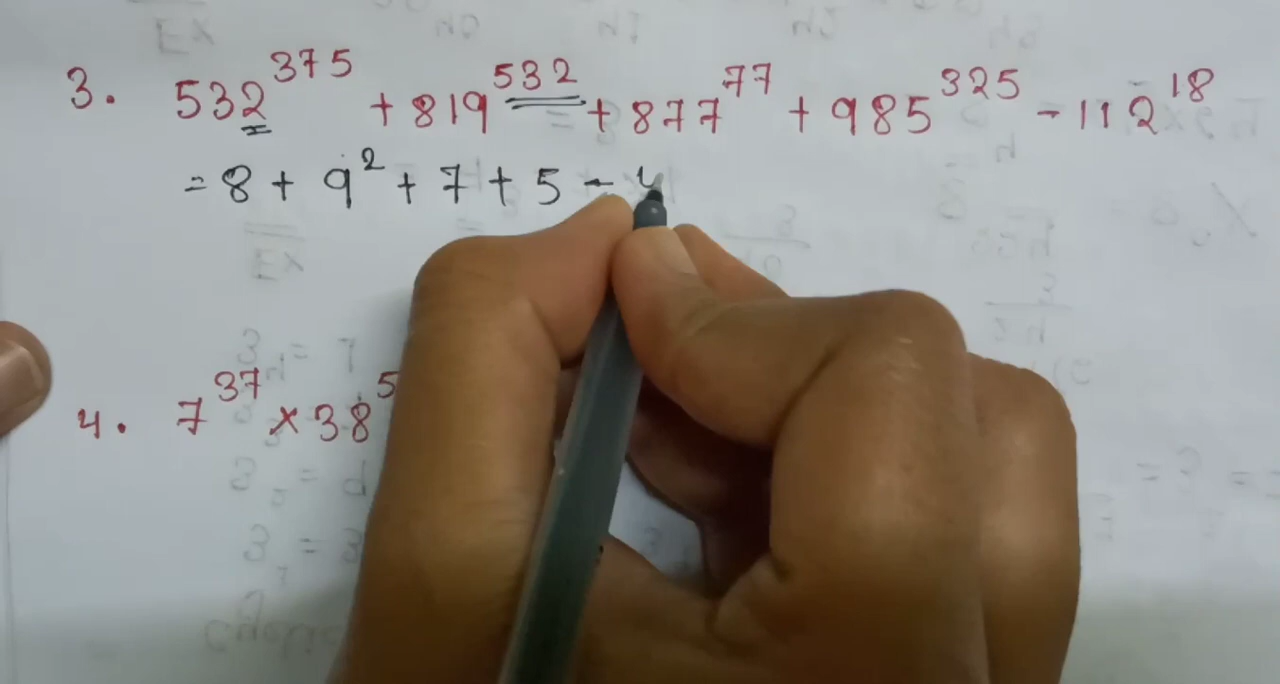 3. 532^375 + 819^532 + 877^77 + 985^325 - 112^18
= 8 + 9^2 + 7 + 5 - 4
4. 7^37 × 38^5